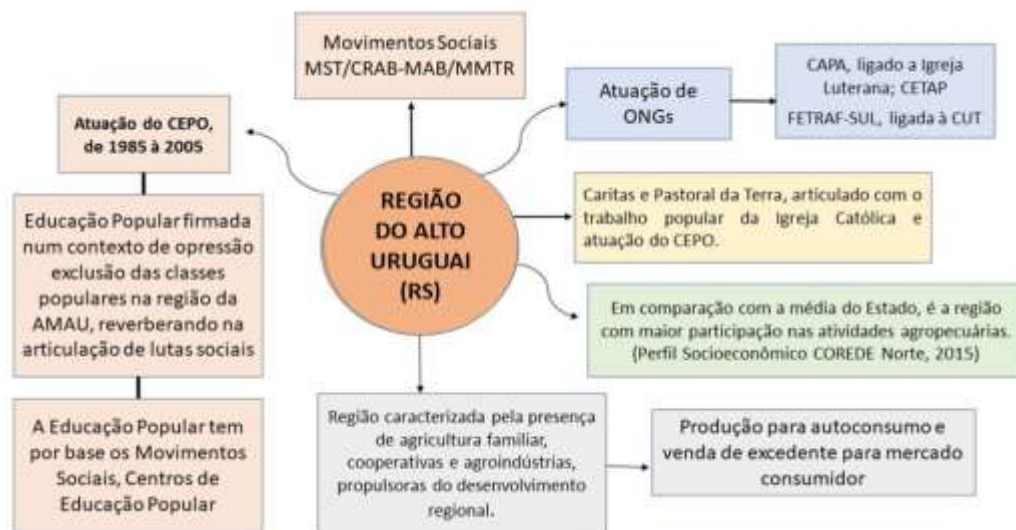 Movimentos Sociais
MST/CRAB-MAB/MMTR
Atuação de
ONGs
CAPA, ligado a Igreja
Luterana; CETAP
FETRAF-SUL, ligada à CUT
Atuação do CEPO,
de 1985 à 2005
Educação Popular firmada
num contexto de opressão
exclusão das classes
populares na região da
AMAU, reverberando na
articulação de lutas sociais
A Educação Popular tem
por base os Movimentos
Sociais, Centros de
Educação Popular
REGIÃO
DO ALTO
URUGUAI
(RS)
Caritas e Pastoral da Terra, articulado com o
trabalho popular da Igreja Católica e
atuação do CEPO.
Em comparação com a média do Estado, é a região
com maior participação nas atividades agropecuárias.
(Perfil Socioeconômico COREDE Norte, 2015)
Região caracterizada pela presença
de agricultura familiar,
cooperativas e agroindústrias,
propulsoras do desenvolvimento
regional.
Produção para autoconsumo e
venda de excedente para mercado
consumidor